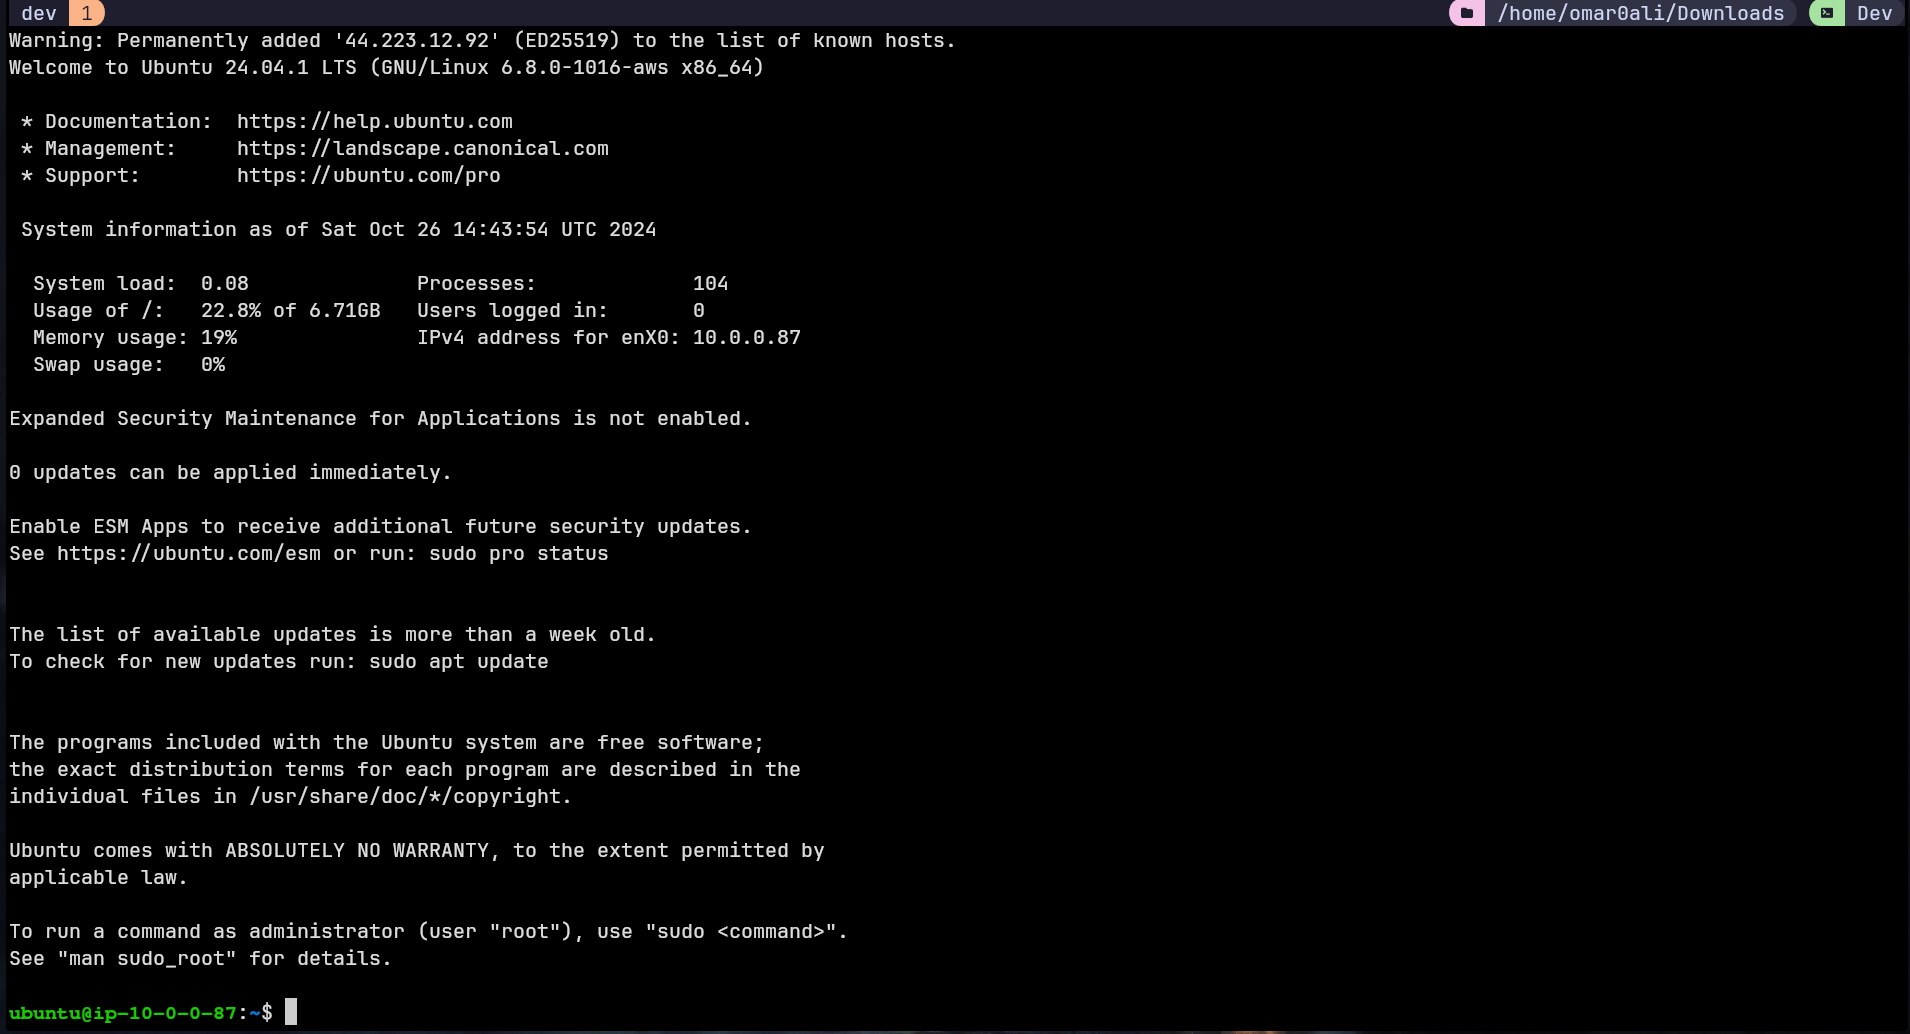 dev 1 /home/omar0ali/Downloads Dev
Warning: Permanently added '44.223.12.92' (ED25519) to the list of known hosts.
Welcome to Ubuntu 24.04.1 LTS (GNU/Linux 6.8.0-1016-aws x86_64)
* Documentation: https://help.ubuntu.com
* Management: https://landscape.canonical.com
* Support: https://ubuntu.com/pro
System information as of Sat Oct 26 14:43:54 UTC 2024
System load: 0.08 Processes: 104
Usage of /: 22.8% of 6.71GB Users logged in: 0
Memory usage: 19% IPv4 address for enX0: 10.0.0.87
Swap usage: 0%
Expanded Security Maintenance for Applications is not enabled.
0 updates can be applied immediately.
Enable ESM Apps to receive additional future security updates.
See https://ubuntu.com/esm or run: sudo pro status
The list of available updates is more than a week old.
To check for new updates run: sudo apt update
The programs included with the Ubuntu system are free software;
the exact distribution terms for each program are described in the
individual files in /usr/share/doc/*/copyright.
Ubuntu comes with ABSOLUTELY NO WARRANTY, to the extent permitted by
applicable law.
To run a command as administrator (user "root"), use "sudo <command>".
See "man sudo_root" for details.
ubuntu@ip-10-0-0-87:~$